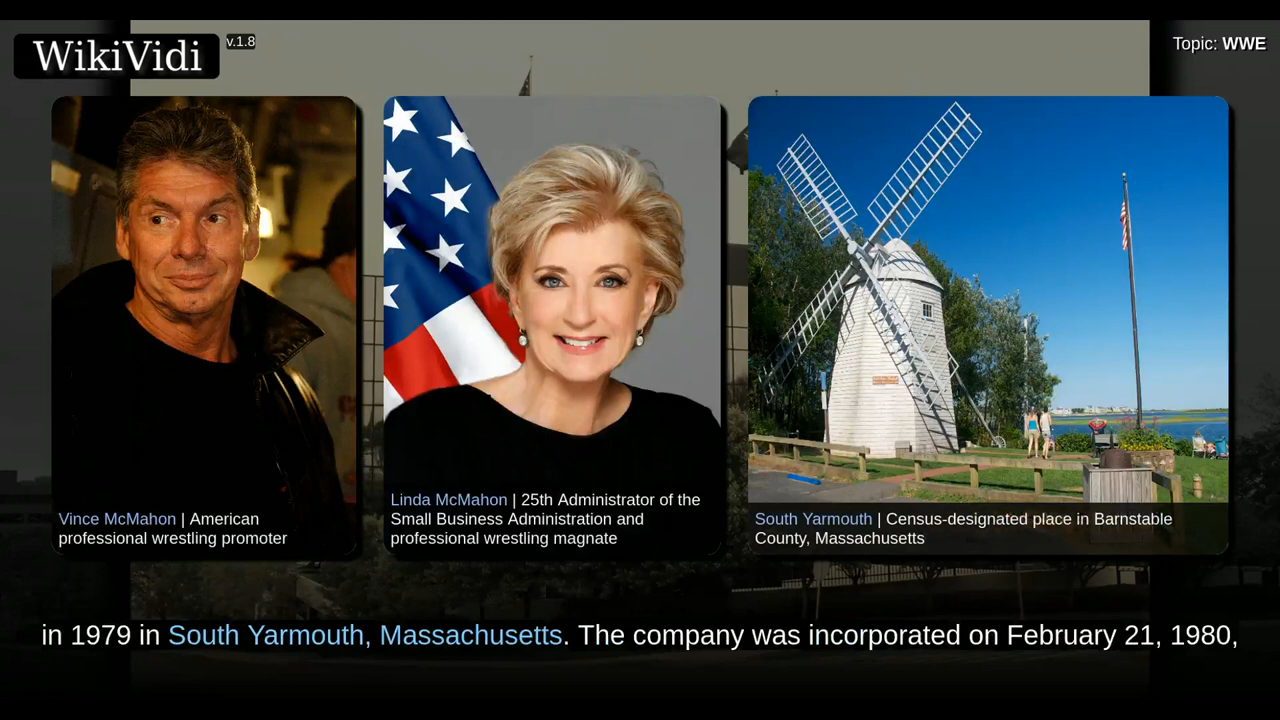 WikiVidi
v.1.8
Topic: WWE
Vince McMahon | American
professional wrestling promoter
Linda McMahon | 25th Administrator of the
Small Business Administration and
professional wrestling magnate
South Yarmouth | Census-designated place in Barnstable
County, Massachusetts
in 1979 in South Yarmouth, Massachusetts. The company was incorporated on February 21, 1980,